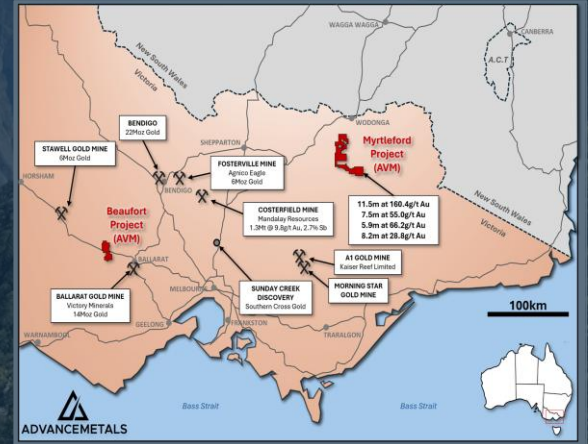 WAGGA WAGGA
CANBERRA
New South Wales
Victoria
A.C.T
WODONGA
BENDIGO
22Moz Gold
STAWELL GOLD MINE
6Moz Gold
SHEPPARTON
FOSTERVILLE MINE
Agnico Eagle
6Moz Gold
Myrtleford
Project
(AVM)
HORSHAM
BENDIGO
COSTERFIELD MINE
Mandalay Resources
1.3Mt @ 9.8g/t Au, 2.7% Sb
11.5m at 160.4g/t Au
7.5m at 55.0g/t Au
5.9m at 66.2g/t Au
8.2m at 28.8g/t Au
New South Wales
Victoria
Beaufort
Project
(AVM)
BALLARAT
A1 GOLD MINE
Kaiser Reef Limited
MORNING STAR
GOLD MINE
BALLARAT GOLD MINE
Victory Minerals
14Moz Gold
MELBOURNE
SUNDAY CREEK
DISCOVERY
Southern Cross Gold
100km
WARNAMBOOL
GEELONG
FRANKSTON
TRARALGON
Bass Strait
Bass Strait
ADVANCEMETALS